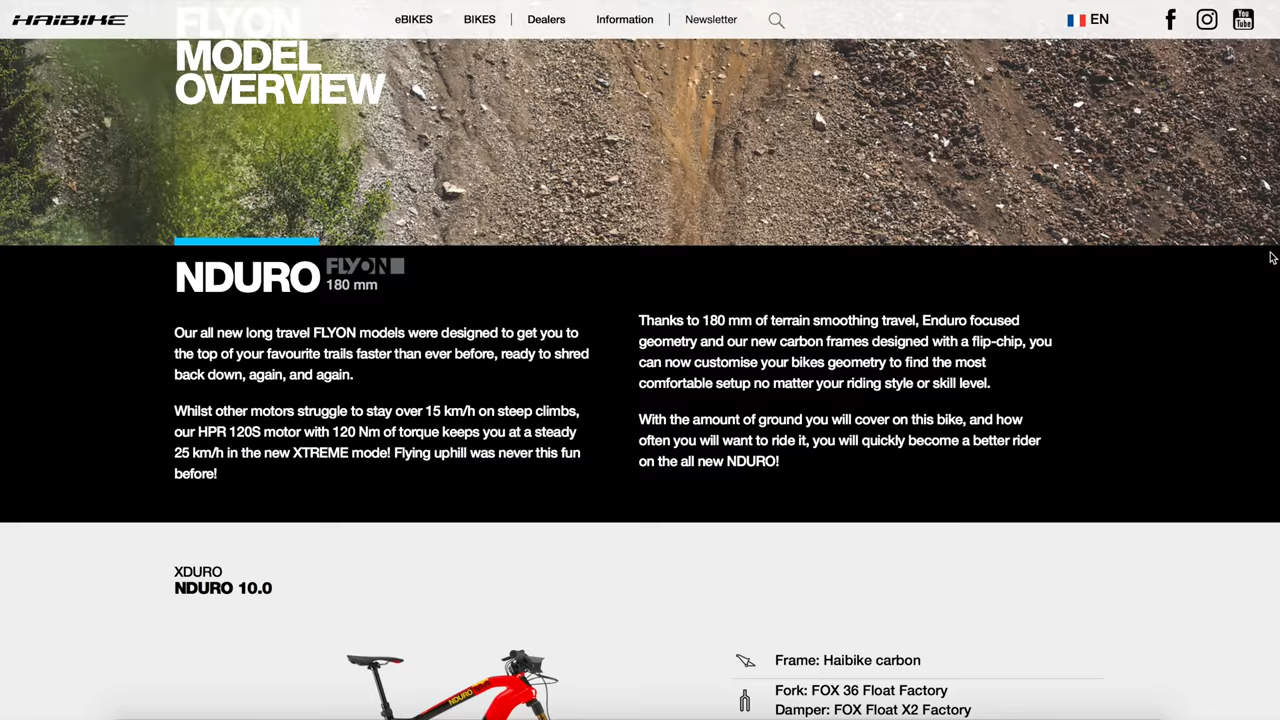 HAIBIKE
eBIKES
BIKES
Dealers
Information
Newsletter
EN
You
Tube
FLYON
MODEL
OVERVIEW
NDURO
FLYON
180 mm
Our all new long travel FLYON models were designed to get you to
the top of your favourite trails faster than ever before, ready to shred
back down, again, and again.
Whilst other motors struggle to stay over 15 km/h on steep climbs,
our HPR 120S motor with 120 Nm of torque keeps you at a steady
25 km/h in the new XTREME mode! Flying uphill was never this fun
before!
Thanks to 180 mm of terrain smoothing travel, Enduro focused
geometry and our new carbon frames designed with a flip-chip, you
can now customise your bikes geometry to find the most
comfortable setup no matter your riding style or skill level.
With the amount of ground you will cover on this bike, and how
often you will want to ride it, you will quickly become a better rider
on the all new NDURO!
XDURO
NDURO 10.0
NDURO
Frame: Haibike carbon
Fork: FOX 36 Float Factory
Damper: FOX Float X2 Factory